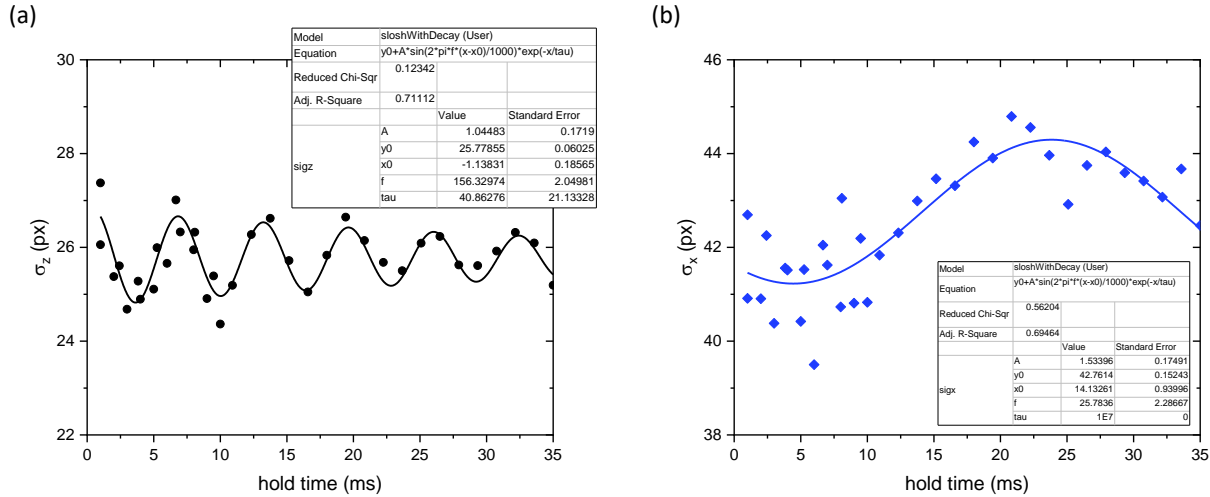 (a)
Model sloshWithDecay (User)
Equation y0+A*sin(2*pi*f*(x-x0)/1000)*exp(-x/tau)
Reduced Chi-Sqr 0.12342
Adj. R-Square 0.71112
Value Standard Error
sigz
A 1.04483 0.1719
y0 25.77855 0.06025
x0 -1.13831 0.18565
f 156.32974 2.04981
tau 40.86276 21.13328
30
28
26
24
22
σz (px)
0 5 10 15 20 25 30 35
hold time (ms)
(b)
46
44
42
40
38
σx (px)
Model sloshWithDecay (User)
Equation y0+A*sin(2*pi*f*(x-x0)/1000)*exp(-x/tau)
Reduced Chi-Sqr 0.56204
Adj. R-Square 0.69464
Value Standard Error
sigx
A 1.53396 0.17491
y0 42.7614 0.15243
x0 14.13261 0.93996
f 25.7836 2.28667
tau 1E7 0
0 5 10 15 20 25 30 35
hold time (ms)